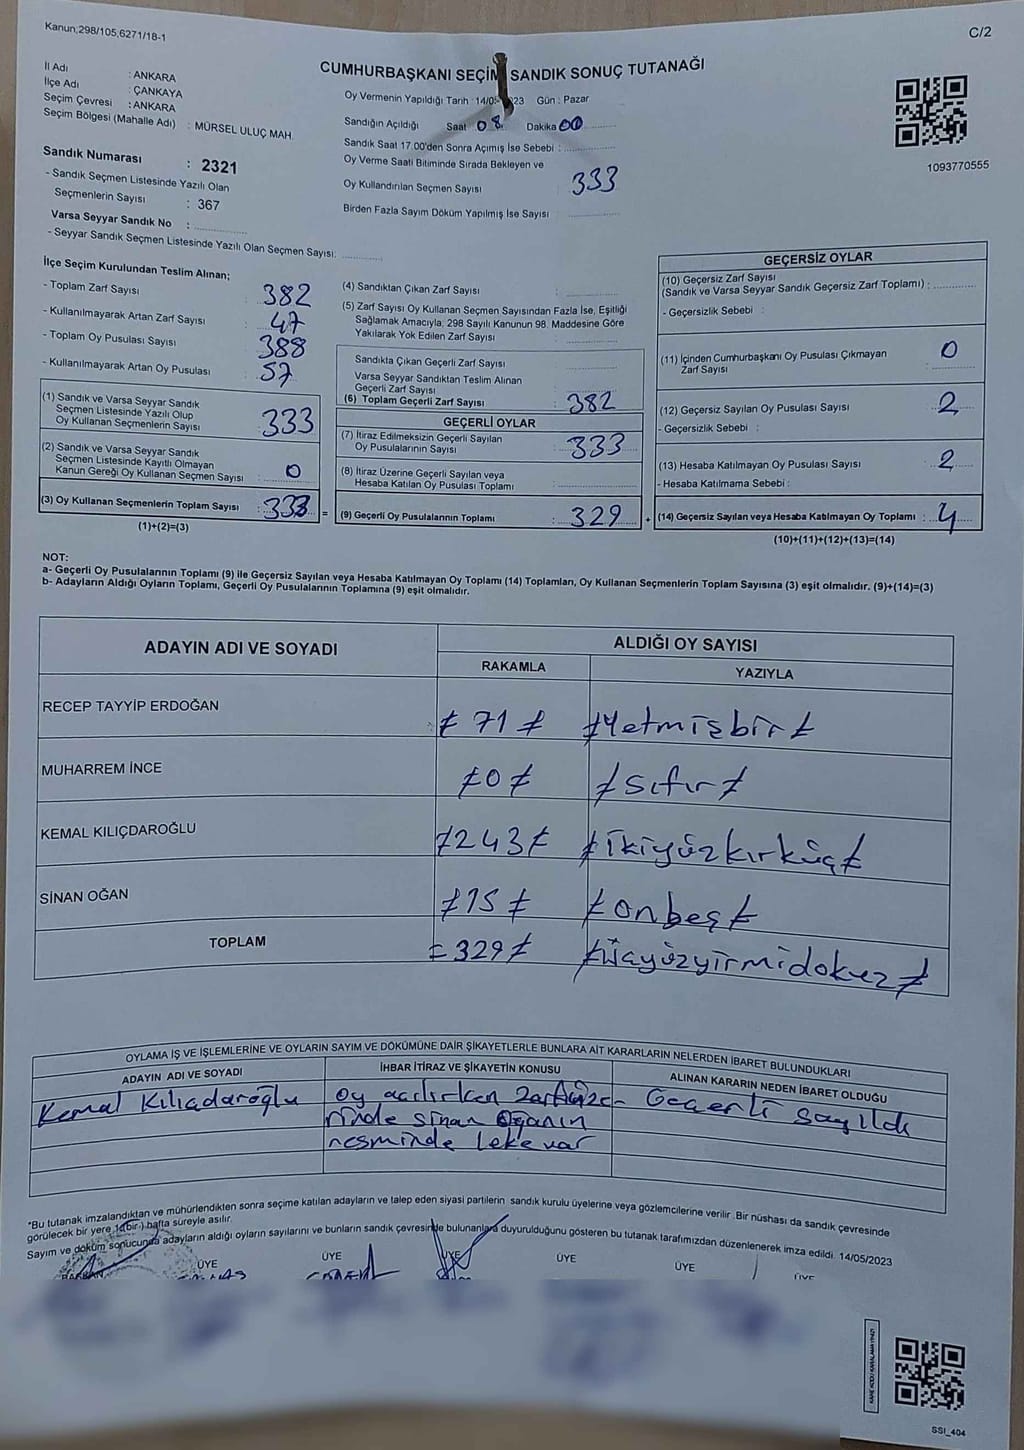 Kanun;298/105,6271/18-1
C/2
CUMHURBAŞKANI SEÇİM SANDIK SONUÇ TUTANAĞI
İl Adı : ANKARA
İlçe Adı : ÇANKAYA
Seçim Çevresi : ANKARA
Seçim Bölgesi (Mahalle Adı) : MÜRSEL ULUÇ MAH.
Sandık Numarası : 2321
- Sandık Seçmen Listesinde Yazılı Olan
Seçmenlerin Sayısı : 367
Varsa Seyyar Sandık No :
- Seyyar Sandık Seçmen Listesinde Yazılı Olan Seçmen Sayısı:
Oy Vermenin Yapıldığı Tarih : 14/05 23 Gün : Pazar
Sandığın Açıldığı Saat 08 Dakika 00
Sandık Saat 17.00'den Sonra Açımış İse Sebebi :
Oy Verme Saati Bitiminde Sırada Bekleyen ve
Oy Kullandırılan Seçmen Sayısı 333
Birden Fazla Sayım Döküm Yapılmış İse Sayısı
1093770555
İlçe Seçim Kurulundan Teslim Alınan;
- Toplam Zarf Sayısı : 382
- Kullanılmayarak Artan Zarf Sayısı : 47
- Toplam Oy Pusulası Sayısı : 388
- Kullanılmayarak Artan Oy Pusulası : 57
(1) Sandık ve Varsa Seyyar Sandık
Seçmen Listesinde Yazılı Olup
Oy Kullanan Seçmenlerin Sayısı : 333
(2) Sandık ve Varsa Seyyar Sandık
Seçmen Listesinde Kayıtlı Olmayan
Kanun Gereği Oy Kullanan Seçmen Sayısı : 0
(3) Oy Kullanan Seçmenlerin Toplam Sayısı : 333 =
(1)+(2)=(3)
(4) Sandıktan Çıkan Zarf Sayısı :
(5) Zarf Sayısı Oy Kullanan Seçmen Sayısından Fazla İse, Eşitliği
Sağlamak Amacıyla; 298 Sayılı Kanunun 98. Maddesine Göre
Yakılarak Yok Edilen Zarf Sayısı :
Sandıkta Çıkan Geçerli Zarf Sayısı
Varsa Seyyar Sandıktan Teslim Alınan
Geçerli Zarf Sayısı
(6) Toplam Geçerli Zarf Sayısı : 382
GEÇERLİ OYLAR
(7) İtiraz Edilmeksizin Geçerli Sayılan
Oy Pusulalarının Sayısı : 333
(8) İtiraz Üzerine Geçerli Sayılan veya
Hesaba Katılan Oy Pusulası Toplamı :
(9) Geçerli Oy Pusulalarının Toplamı : 329 +
GEÇERSİZ OYLAR
(10) Geçersiz Zarf Sayısı
(Sandık ve Varsa Seyyar Sandık Geçersiz Zarf Toplamı) :
- Geçersizlik Sebebi :
(11) İçinden Cumhurbaşkanı Oy Pusulası Çıkmayan
Zarf Sayısı : 0
(12) Geçersiz Sayılan Oy Pusulası Sayısı : 2
- Geçersizlik Sebebi :
(13) Hesaba Katılmayan Oy Pusulası Sayısı : 2
- Hesaba Katılmama Sebebi :
(14) Geçersiz Sayılan veya Hesaba Katılmayan Oy Toplamı : 4
(10)+(11)+(12)+(13)=(14)
NOT:
a- Geçerli Oy Pusulalarının Toplamı (9) ile Geçersiz Sayılan veya Hesaba Katılmayan Oy Toplamı (14) Toplamları, Oy Kullanan Seçmenlerin Toplam Sayısına (3) eşit olmalıdır. (9)+(14)=(3)
b- Adayların Aldığı Oyların Toplamı, Geçerli Oy Pusulalarının Toplamına (9) eşit olmalıdır.
ADAYIN ADI VE SOYADI
ALDIĞI OY SAYISI
RAKAMLA YAZIYLA
RECEP TAYYİP ERDOĞAN ≠ 71 ≠ ≠Yetmişbir≠
MUHARREM İNCE ≠0≠ ≠sıfır≠
KEMAL KILIÇDAROĞLU ≠243≠ ≠ikiyüzkırküç≠
SİNAN OĞAN ≠15≠ ≠onbeş≠
TOPLAM =329≠ ≠üçyüzyirmidokuz≠
OYLAMA İŞ VE İŞLEMLERİNE VE OYLARIN SAYIM VE DÖKÜMÜNE DAİR ŞİKAYETLERLE BUNLARA AİT KARARLARIN NELERDEN İBARET BULUNDUKLARI
ADAYIN ADI VE SOYADI İHBAR İTİRAZ VE ŞİKAYETİN KONUSU ALINAN KARARIN NEDEN İBARET OLDUĞU
Kemal Kılıçdaroğlu oy açılırken zarf üze- Geçerli sayıldı
rinde sinan oğanın
resminde leke var
*Bu tutanak imzalandıktan ve mühürlendikten sonra seçime katılan adayların ve talep eden siyasi partilerin sandık kurulu üyelerine veya gözlemcilerine verilir .Bir nüshası da sandık çevresinde
görülecek bir yere 1 (bir ) hafta süreyle asılır.
Sayım ve döküm sonucunda adayların aldığı oyların sayılarını ve bunların sandık çevresinde bulunanlara duyurulduğunu gösteren bu tutanak tarafımızdan düzenlenerek imza edildi. 14/05/2023
BAŞKAN ÜYE ÜYE ÜYE ÜYE ÜYE ÜYE
KARE KODU KARALAMAYINIZ!
SSI_404